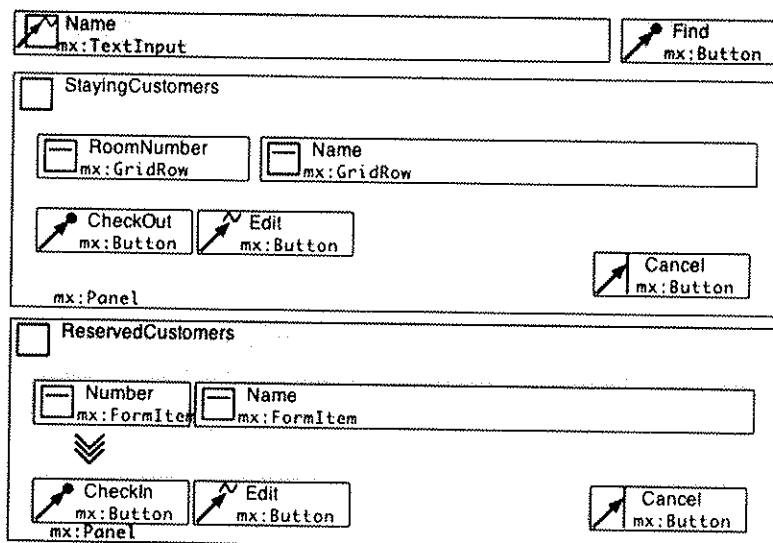 Name
mx:TextInput
Find
mx:Button
StayingCustomers
RoomNumber
mx:GridRow
Name
mx:GridRow
CheckOut
mx:Button
Edit
mx:Button
Cancel
mx:Button
mx:Panel
ReservedCustomers
Number
mx:FormItem
Name
mx:FormItem
CheckIn
mx:Button
Edit
mx:Button
Cancel
mx:Button
mx:Panel